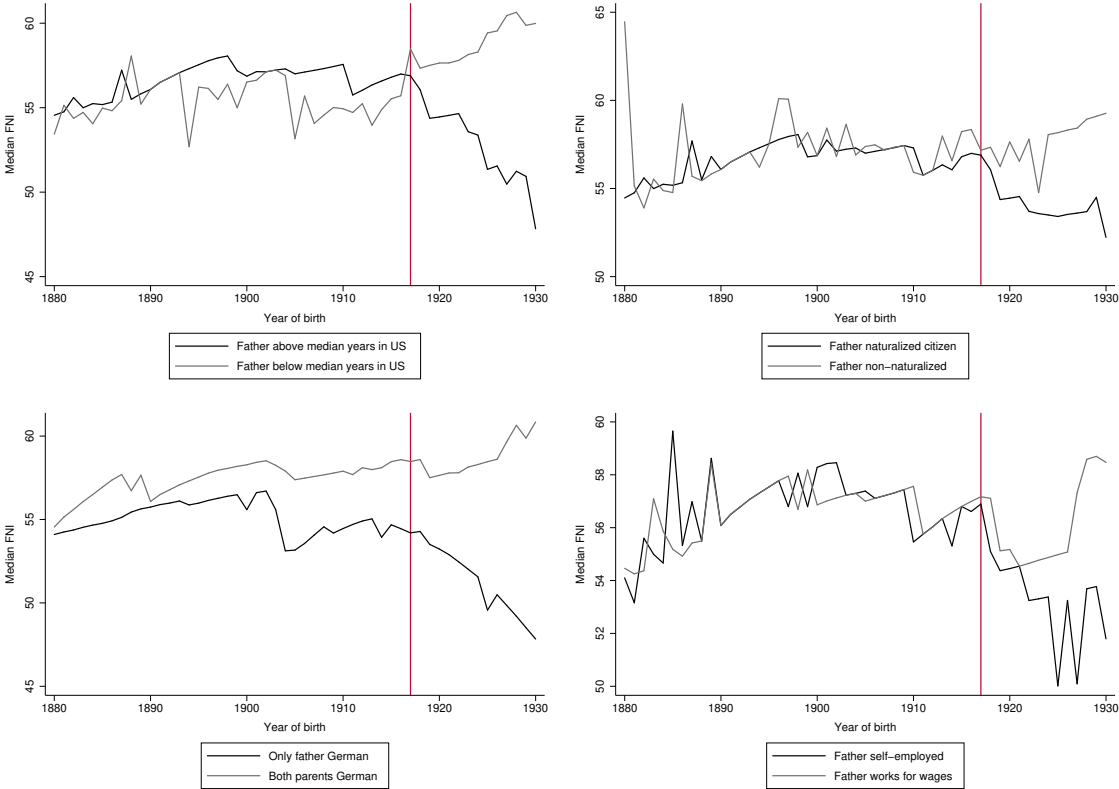 60
55
50
45
Median FNI
1880 1890 1900 1910 1920 1930
Year of birth
Father above median years in US
Father below median years in US
65
60
55
50
Median FNI
1880 1890 1900 1910 1920 1930
Year of birth
Father naturalized citizen
Father non−naturalized
60
55
50
45
Median FNI
1880 1890 1900 1910 1920 1930
Year of birth
Only father German
Both parents German
60
58
56
54
52
50
Median FNI
1880 1890 1900 1910 1920 1930
Year of birth
Father self−employed
Father works for wages